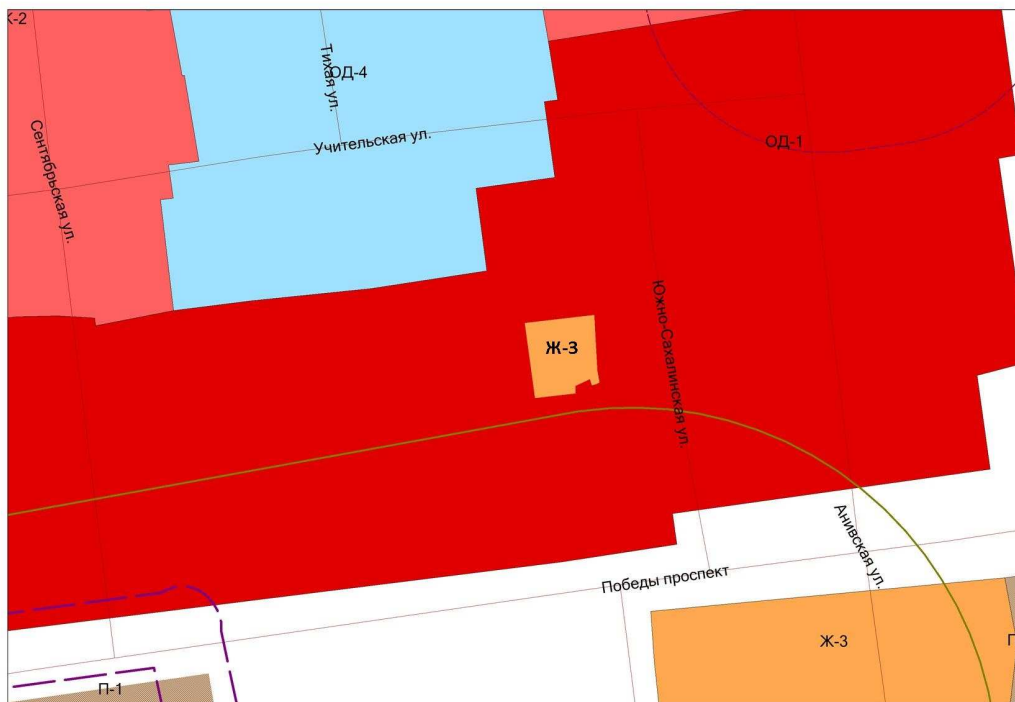 К-2
Тихая ул.
ОД-4
Учительская ул.
Сентябрьская ул.
ОД-1
Южно-Сахалинская ул.
Ж-3
Анивская ул.
Победы проспект
Ж-3
П-1